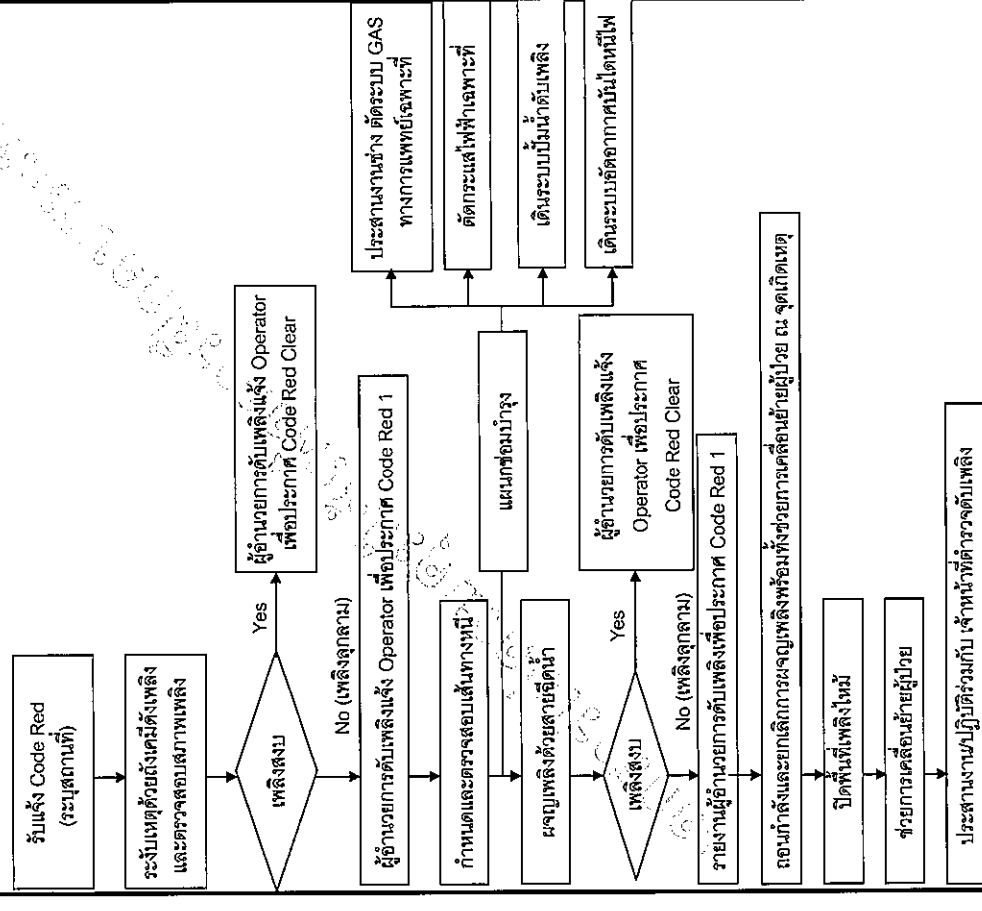 รับแจ้ง Code Red
(ระบุสถานที่)
ระงับเหตุด้วยถังเคมีดังเพลิง
และตรวจสอบสภาพเพลิง
เพลิงสงบ
Yes
ผู้อำนวยการดับเพลิงแจ้ง Operator
เพื่อประกาศ Code Red Clear
No (เพลิงลุกลาม)
ผู้อำนวยการดับเพลิงแจ้ง Operator เพื่อประกาศ Code Red 1
กำหนดและตรวจสอบเส้นทางหนี
แผนกซ่อมบำรุง
ประสานงานช่าง ตัดระบบ GAS
ทางการแพทย์เฉพาะที่
ตัดกระแสไฟฟ้าเฉพาะที่
เดินระบบปั้มน้ำดับเพลิง
เดินระบบอัดอากาศบันไดหนีไฟ
ผจญเพลิงด้วยสายฉีดน้ำ
เพลิงสงบ
Yes
ผู้อำนวยการดับเพลิงแจ้ง
Operator เพื่อประกาศ
Code Red Clear
No (เพลิงลุกลาม)
รายงานผู้อำนวยการดับเพลิงเพื่อประกาศ Code Red 1
ถอนกำลังและยกเลิกการผจญเพลิงพร้อมทั้งช่วยการเคลื่อนย้ายผู้ป่วย ณ จุดเกิดเหตุ
ปิดพื้นที่เพลิงไหม้
ช่วยการเคลื่อนย้ายผู้ป่วย
ประสานงาน/ปฏิบัติร่วมกับ เจ้าหน้าที่ตำรวจดับเพลิง